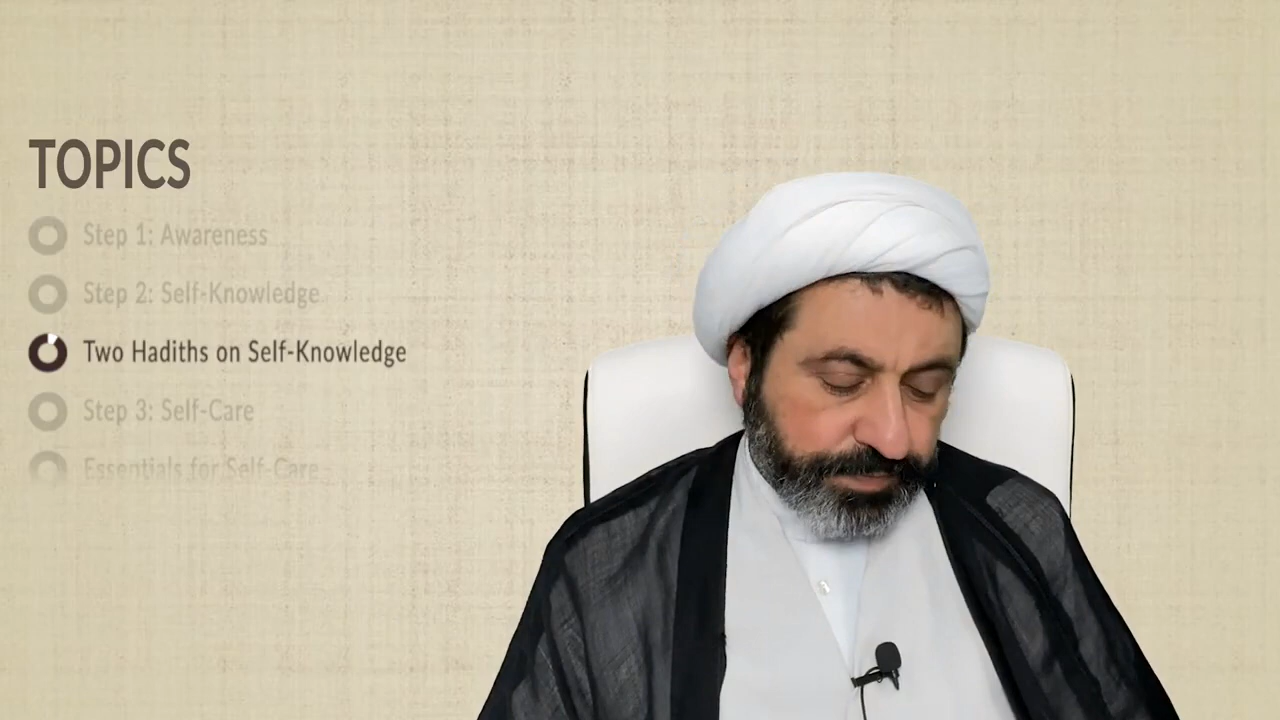 TOPICS
Step 1: Awareness
Step 2: Self-Knowledge
Two Hadiths on Self-Knowledge
Step 3: Self-Care
Essentials for Self-Care